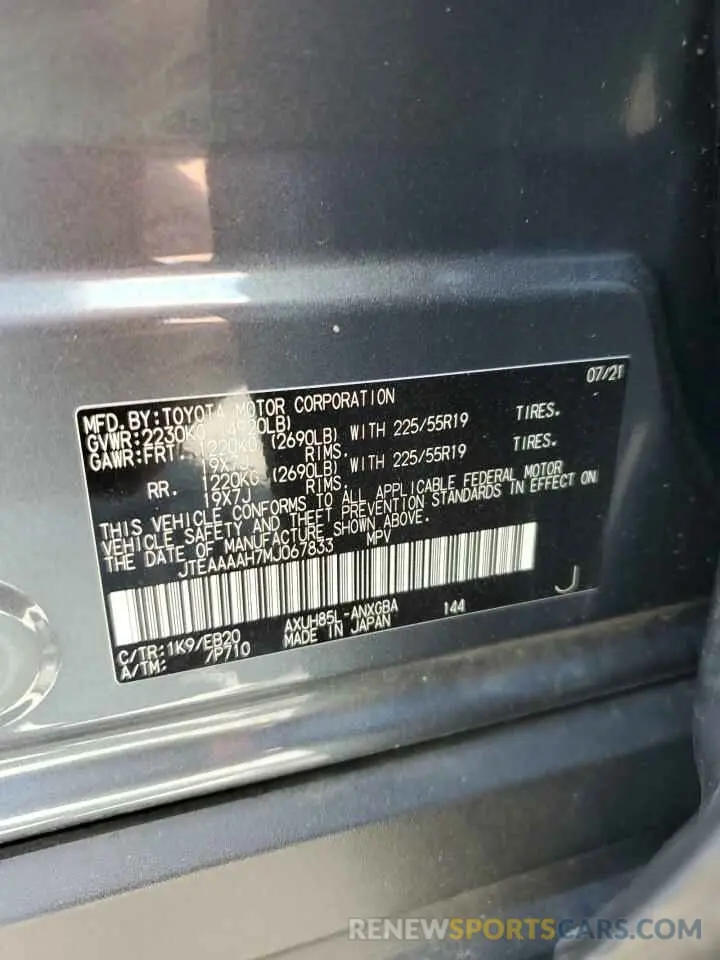 07/21
MFD. BY: TOYOTA MOTOR CORPORATION
GVWR: 2230KG (4920LB)
GAWR: FRT. 1220KG (2690LB) WITH 225/55R19 TIRES.
19X7J RIMS.
RR. 1220KG (2690LB) WITH 225/55R19 TIRES.
19X7J RIMS.
THIS VEHICLE CONFORMS TO ALL APPLICABLE FEDERAL MOTOR
VEHICLE SAFETY AND THEFT PREVENTION STANDARDS IN EFFECT ON
THE DATE OF MANUFACTURE SHOWN ABOVE.
JTEAAAAH7MJ067833 MPV
J
C/TR: 1K9/EB20 AXUH85L-ANXGBA 144
A/TM: /P710 MADE IN JAPAN
RENEWSPORTSCARS.COM